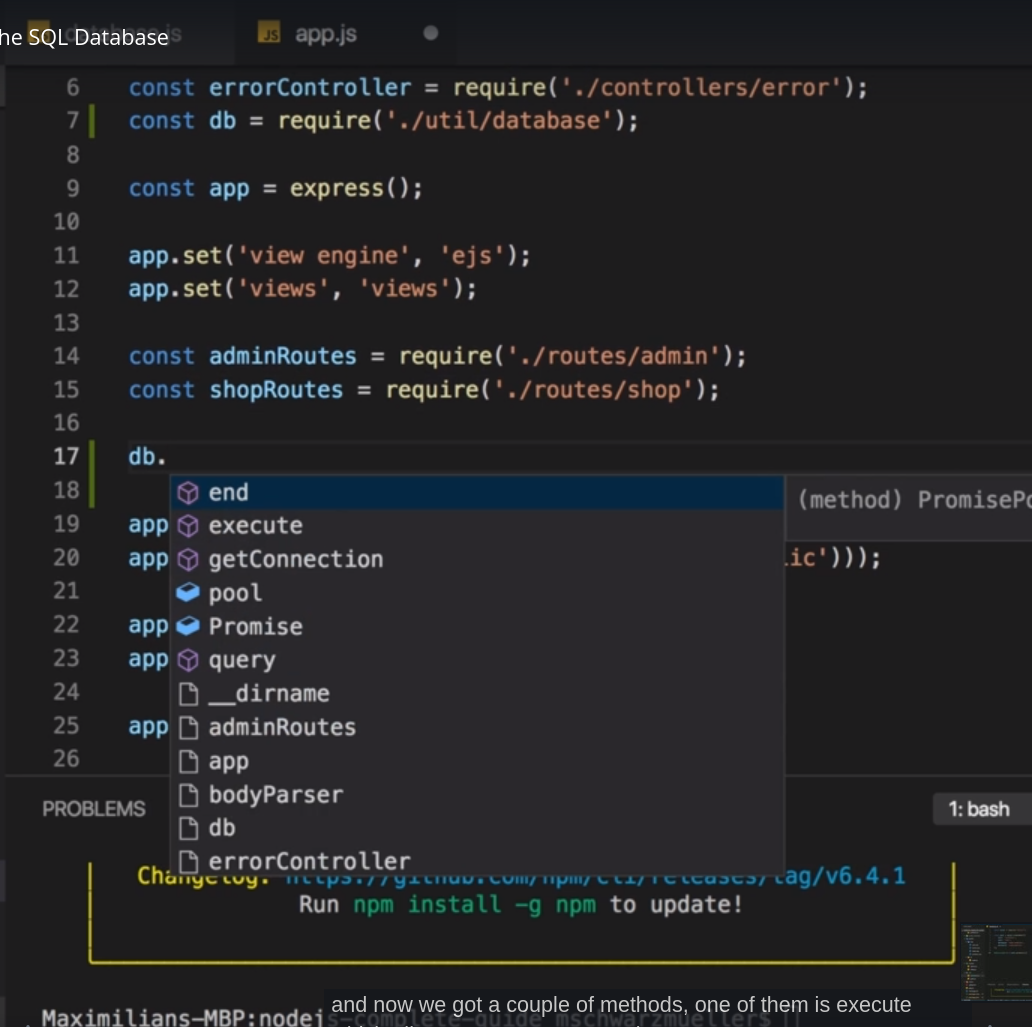 he SQL Database
JS app.js
6 const errorController = require('./controllers/error');
7 const db = require('./util/database');
8
9 const app = express();
10
11 app.set('view engine', 'ejs');
12 app.set('views', 'views');
13
14 const adminRoutes = require('./routes/admin');
15 const shopRoutes = require('./routes/shop');
16
17 db.
18
end (method) PromisePo
19 app execute
20 app getConnection lic')));
21 pool
22 app Promise
23 app query
24 __dirname
25 app adminRoutes
26 app
bodyParser
PROBLEMS 1: bash
db
errorController
Changelog: https://github.com/npm/cli/releases/tag/v6.4.1
Run npm install -g npm to update!
and now we got a couple of methods, one of them is execute
Maximilians-MBP:nodejs-complete-guide mschwarzmueller$